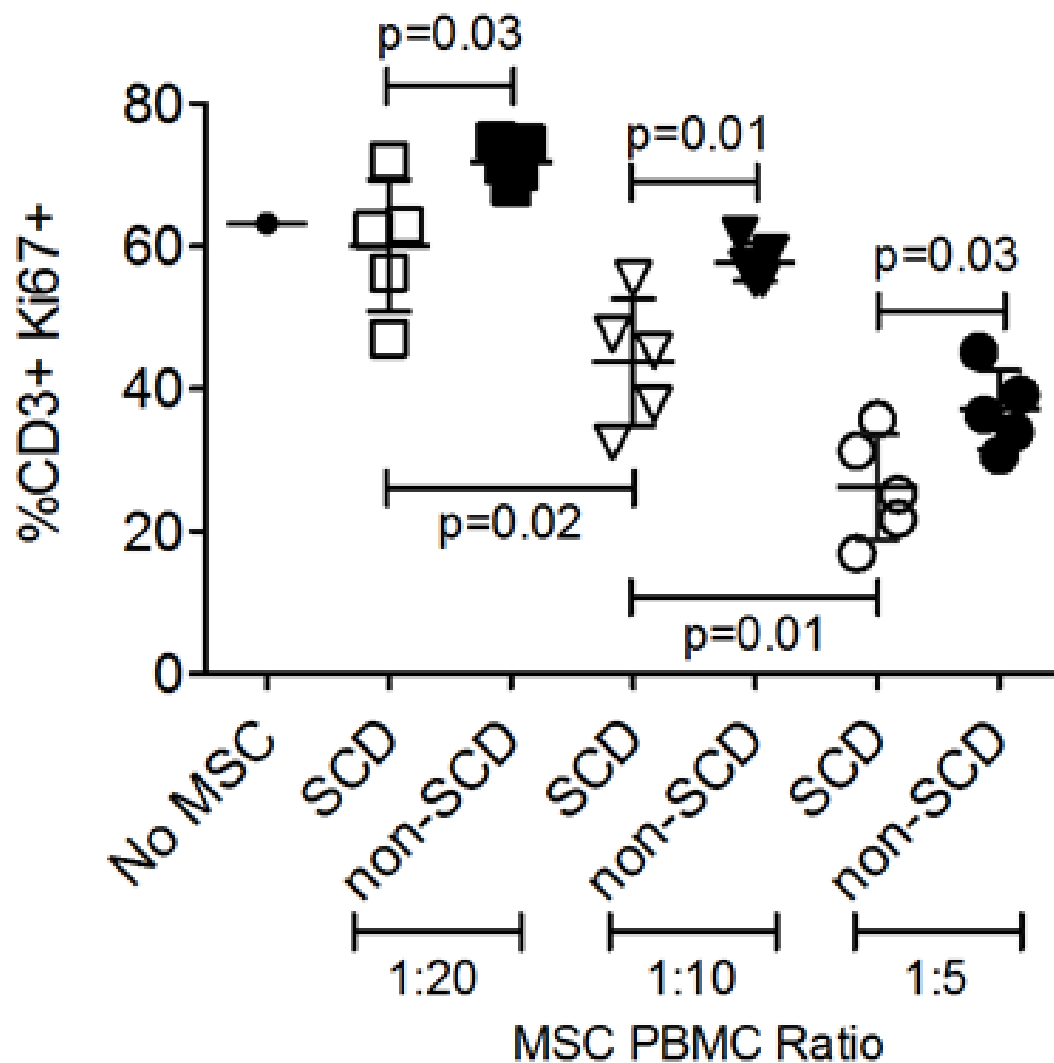 p=0.03
80
p=0.01
%CD3+ Ki67+
60
p=0.03
40
20
p=0.02
p=0.01
0
No MSC
SCD
non-SCD
SCD
non-SCD
SCD
non-SCD
1:20
1:10
1:5
MSC PBMC Ratio